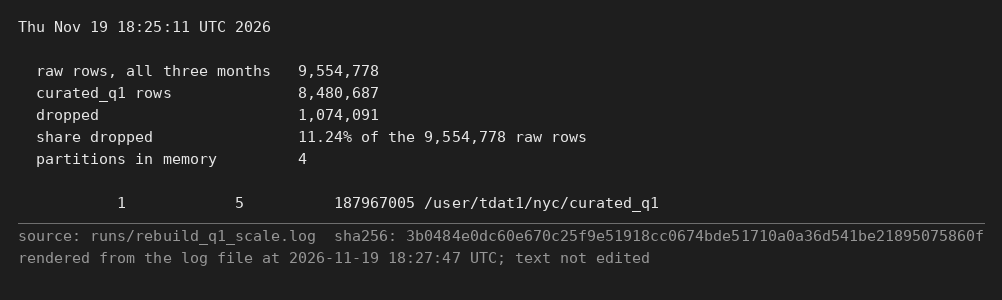 Thu Nov 19 18:25:11 UTC 2026
raw rows, all three months 9,554,778
curated_q1 rows 8,480,687
dropped 1,074,091
share dropped 11.24% of the 9,554,778 raw rows
partitions in memory 4
1 5 187967005 /user/tdat1/nyc/curated_q1
source: runs/rebuild_q1_scale.log sha256: 3b0484e0dc60e670c25f9e51918cc0674bde51710a0a36d541be21895075860f
rendered from the log file at 2026-11-19 18:27:47 UTC; text not edited